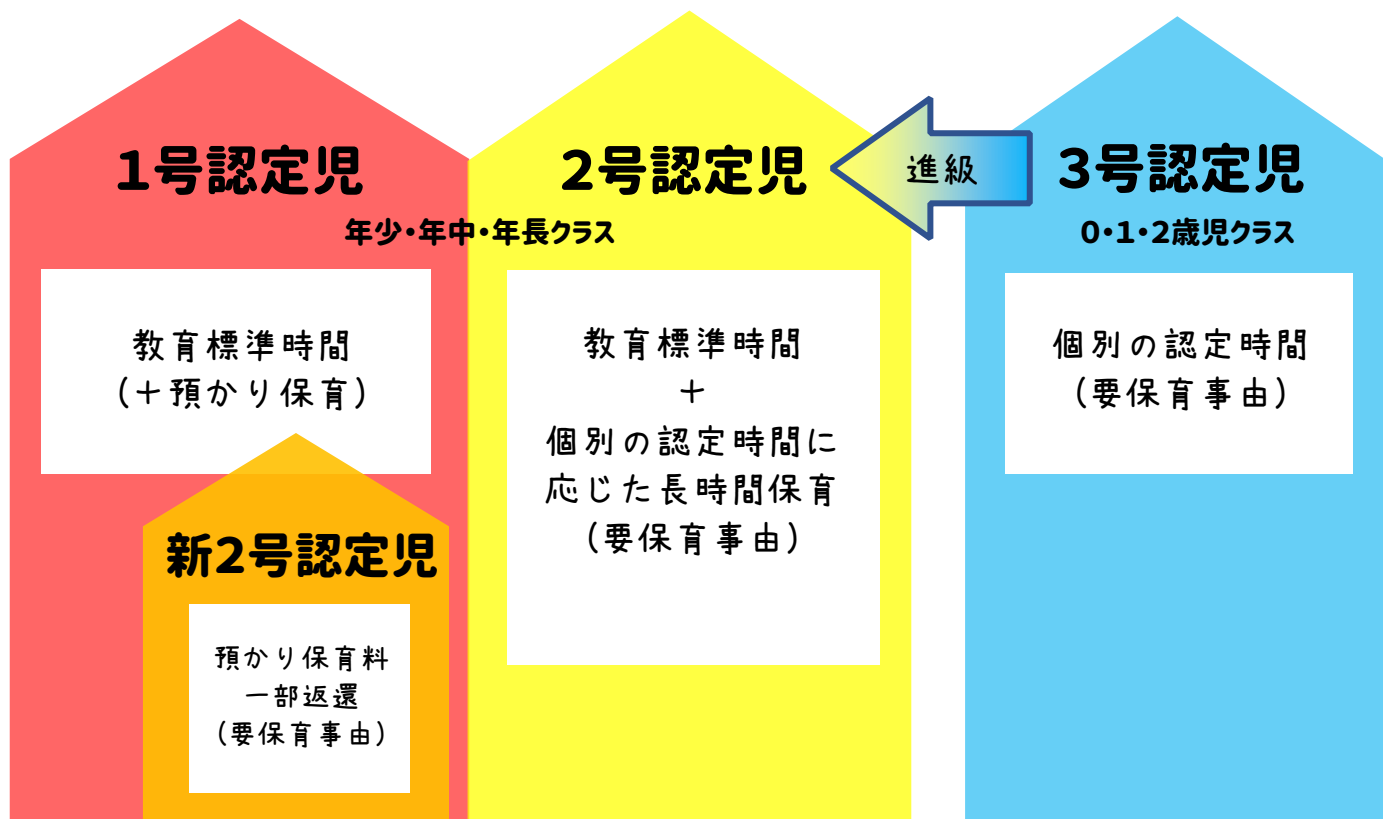 1号認定児
2号認定児
進級
3号認定児
年少・年中・年長クラス
0・1・2歳児クラス
教育標準時間
(+預かり保育)
新2号認定児
預かり保育料
一部返還
(要保育事由)
教育標準時間
+
個別の認定時間に
応じた長時間保育
(要保育事由)
個別の認定時間
(要保育事由)